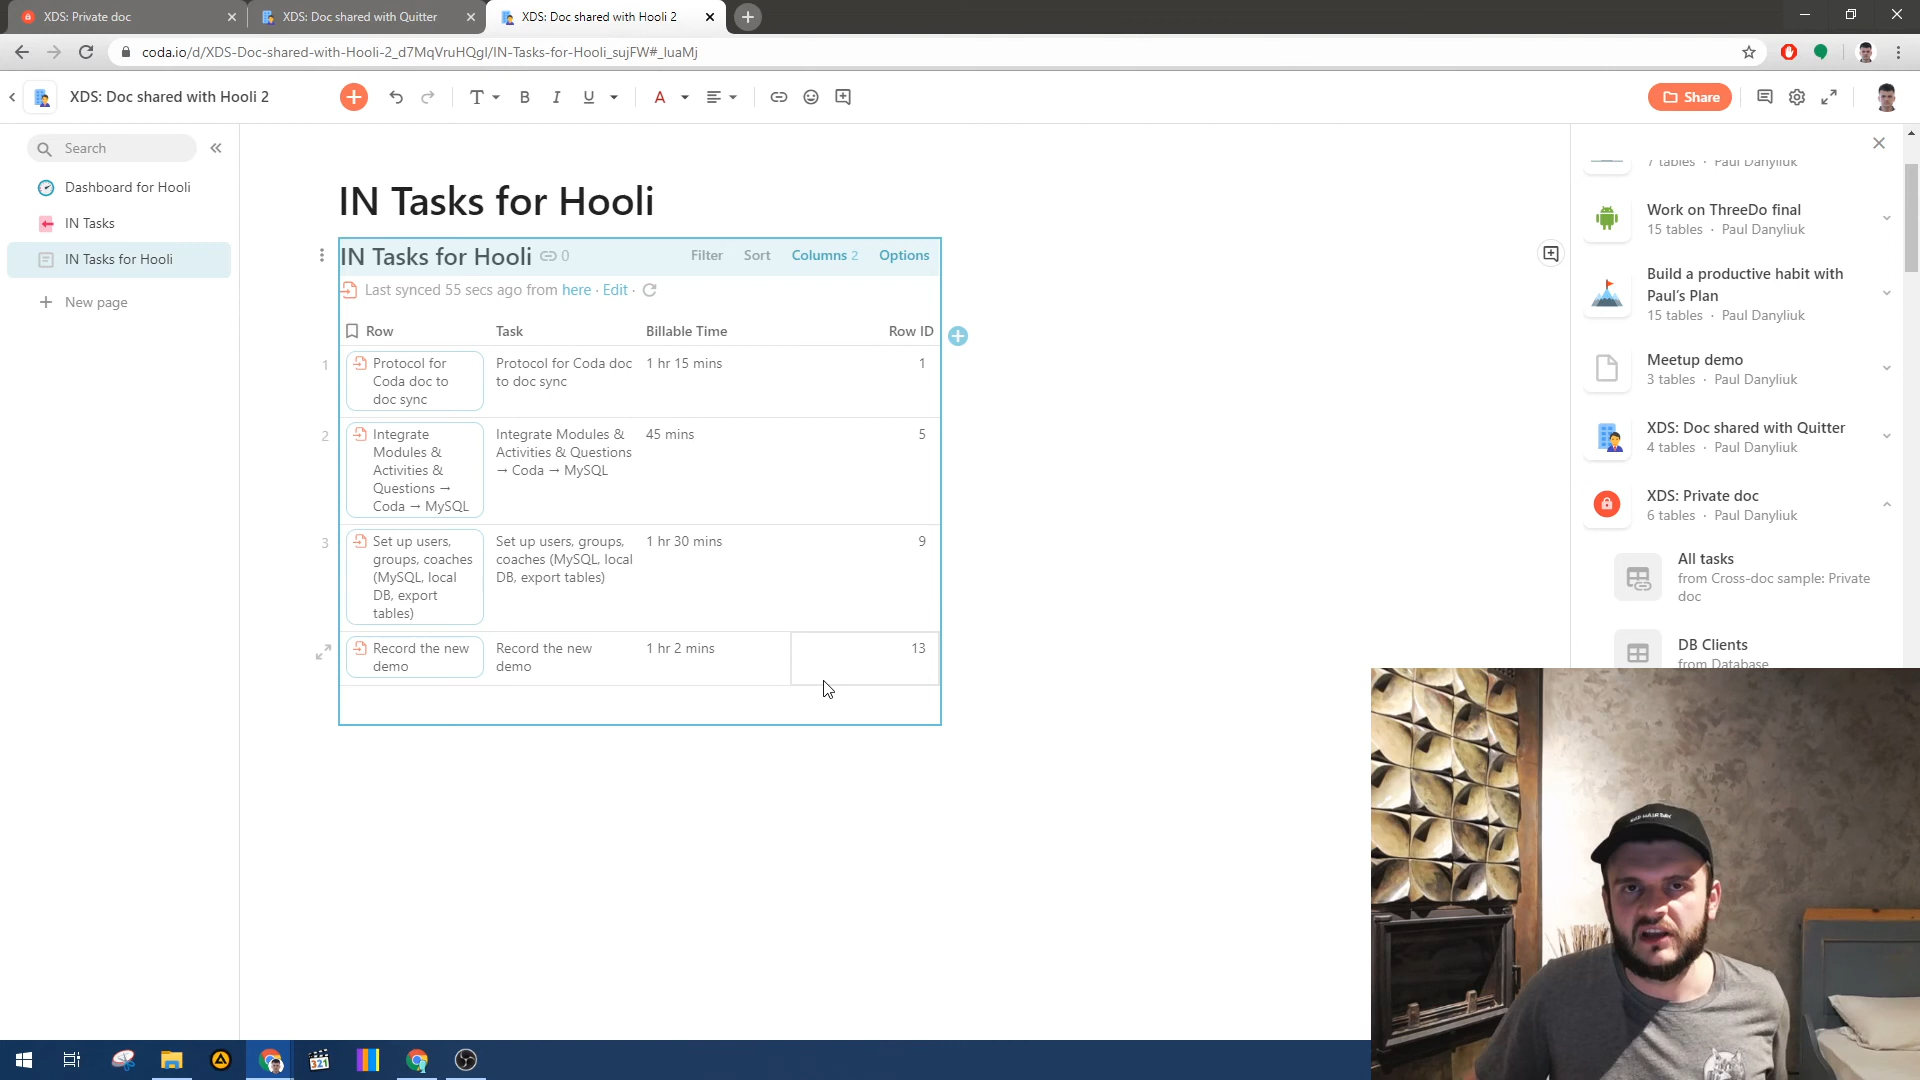 XDS: Private doc
XDS: Doc shared with Quitter
XDS: Doc shared with Hooli 2
coda.io/d/XDS-Doc-shared-with-Hooli-2_d7MqVruHQgI/IN-Tasks-for-Hooli_sujFW#_luaMj
XDS: Doc shared with Hooli 2
T
B
I
U
A
Share
Search
Dashboard for Hooli
IN Tasks
IN Tasks for Hooli
New page
IN Tasks for Hooli
IN Tasks for Hooli 0
Filter
Sort
Columns 2
Options
Last synced 55 secs ago from here · Edit ·
Row
Task
Billable Time
Row ID
1
Protocol for
Coda doc to
doc sync
Protocol for Coda doc
to doc sync
1 hr 15 mins
1
2
Integrate
Modules &
Activities &
Questions →
Coda → MySQL
Integrate Modules &
Activities & Questions
→ Coda → MySQL
45 mins
5
3
Set up users,
groups, coaches
(MySQL, local
DB, export
tables)
Set up users, groups,
coaches (MySQL, local
DB, export tables)
1 hr 30 mins
9
Record the new
demo
Record the new
demo
1 hr 2 mins
13
7 tables · Paul Danyliuk
Work on ThreeDo final
15 tables · Paul Danyliuk
Build a productive habit with
Paul's Plan
15 tables · Paul Danyliuk
Meetup demo
3 tables · Paul Danyliuk
XDS: Doc shared with Quitter
4 tables · Paul Danyliuk
XDS: Private doc
6 tables · Paul Danyliuk
All tasks
from Cross-doc sample: Private
doc
DB Clients
from Database
321